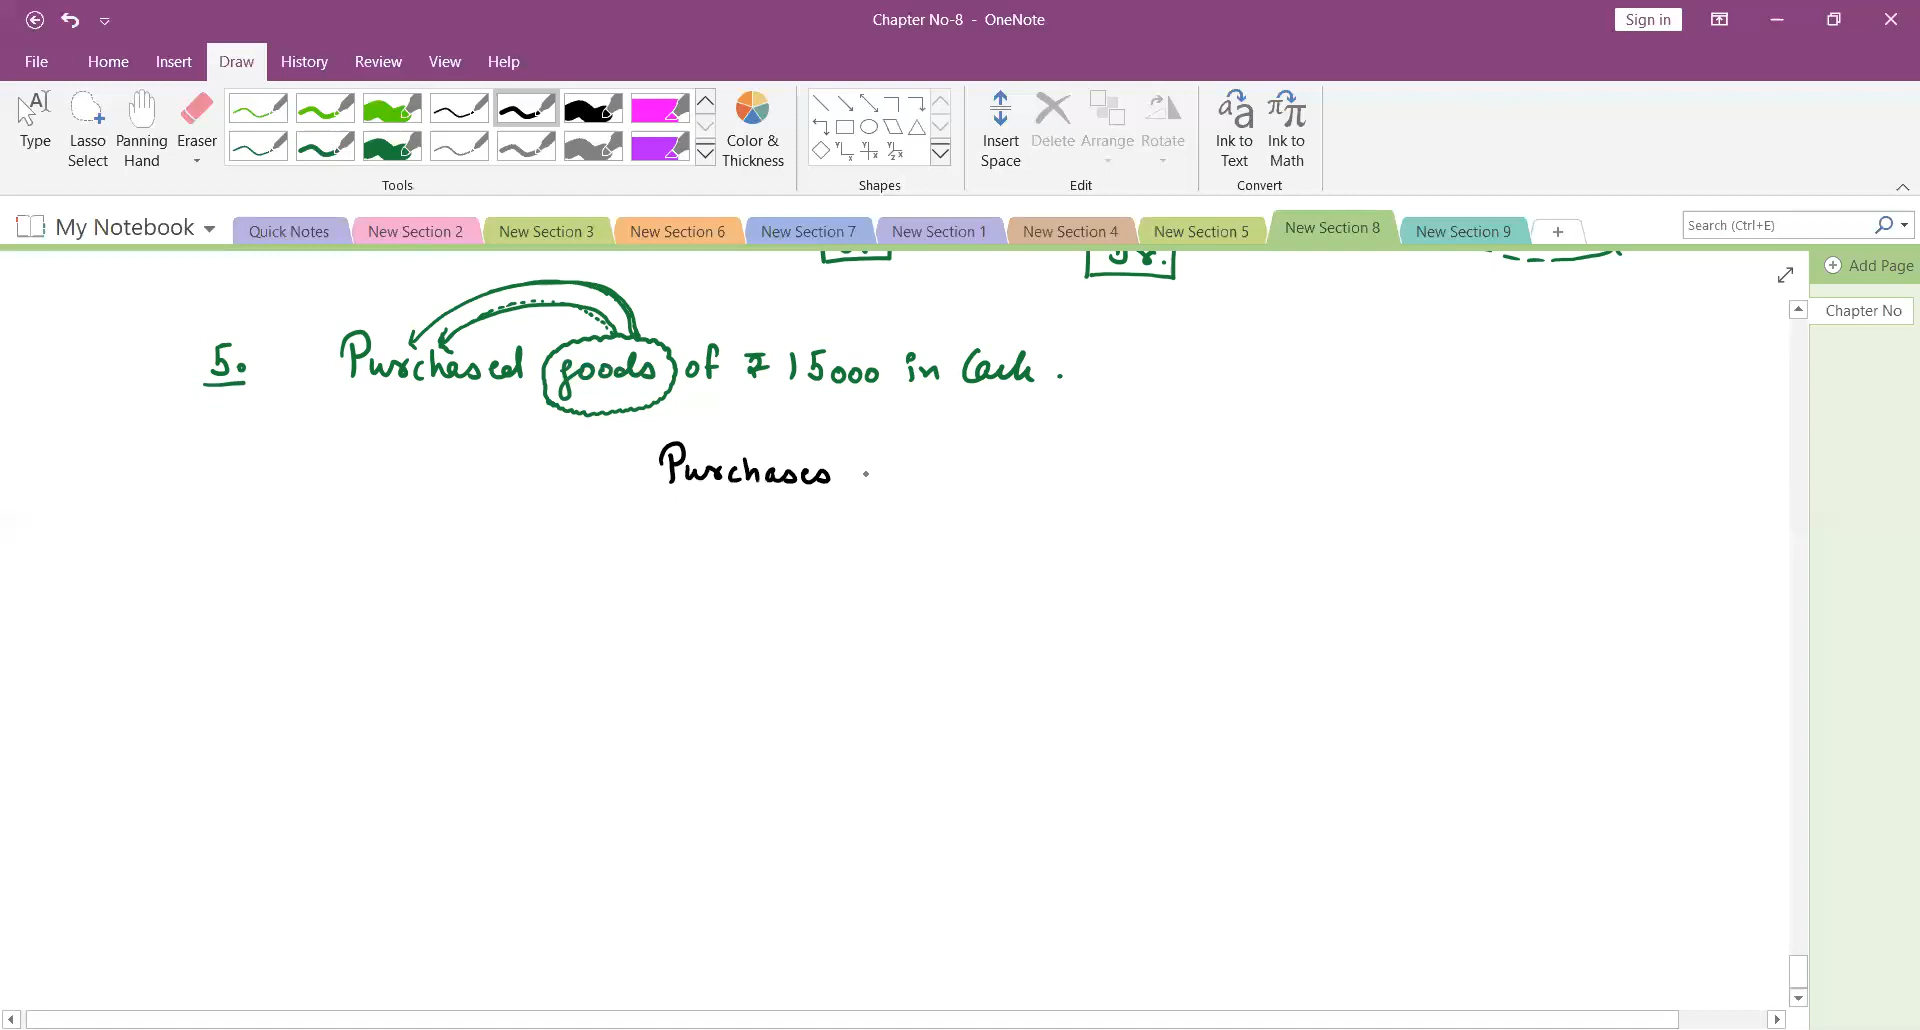 Chapter No-8 - OneNote
Sign in
File Home Insert Draw History Review View Help
Type
Lasso Select
Panning Hand
Eraser
Color & Thickness
Insert Space
Delete
Arrange
Rotate
Ink to Text
Ink to Math
Tools Shapes Edit Convert
My Notebook Quick Notes New Section 2 New Section 3 New Section 6 New Section 7 New Section 1 New Section 4 New Section 5 New Section 8 New Section 9 + Search (Ctrl+E)
Add Page
Chapter No
5. Purchased goods of ₹ 15000 in Cash.
Purchases